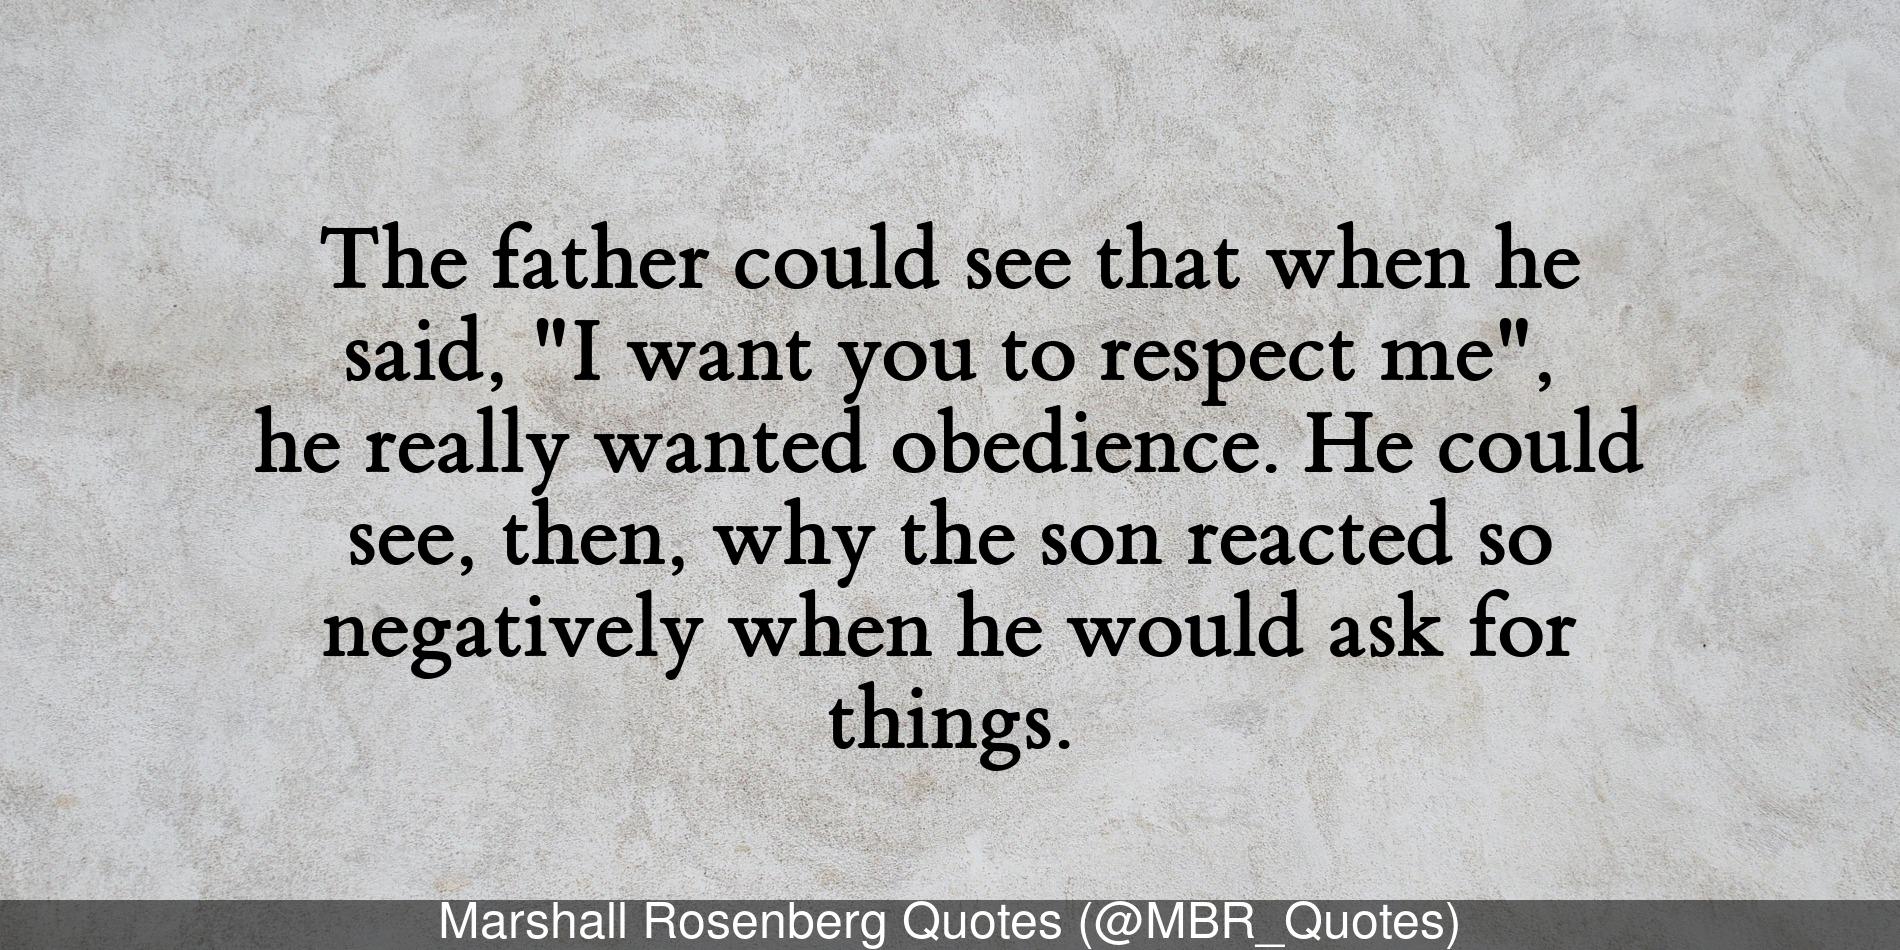 The father could see that when he
said, "I want you to respect me",
he really wanted obedience. He could
see, then, why the son reacted so
negatively when he would ask for
things.
Marshall Rosenberg Quotes (@MBR_Quotes)